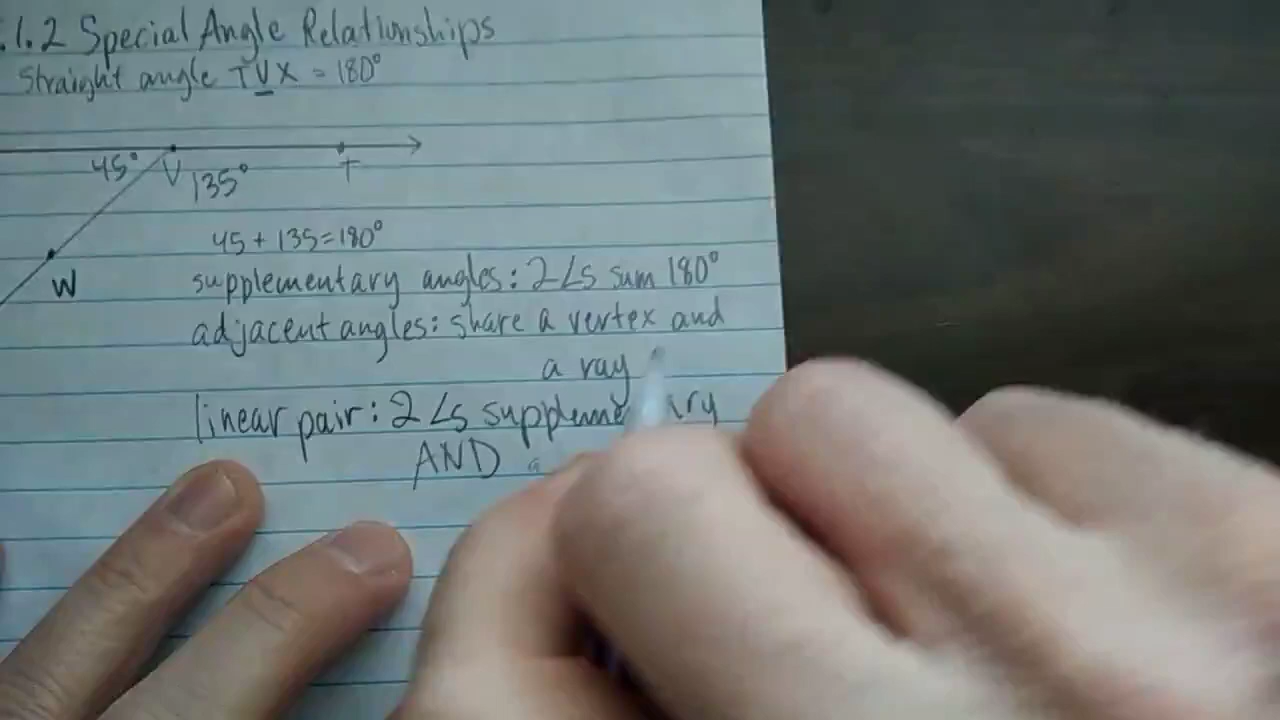 .1.2 Special Angle Relationships
Straight angle TVX = 180°
45° V 135° T
45 + 135 = 180°
W
supplementary angles: 2 ∠s sum 180°
adjacent angles: share a vertex and
a ray
linear pair: 2 ∠s
AND a